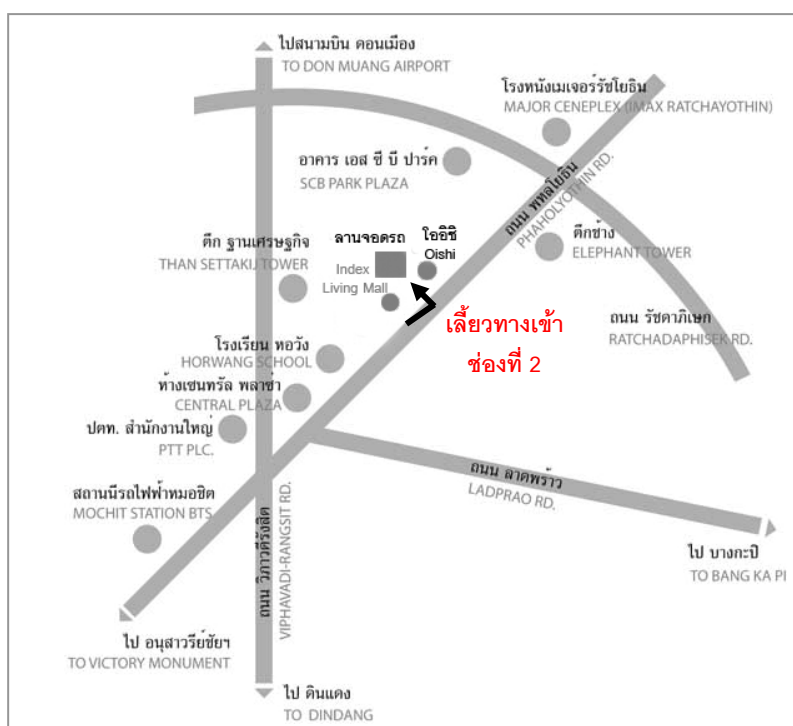 ไปสนามบิน ดอนเมือง
TO DON MUANG AIRPORT
โรงหนังเมเจอร์รัชโยธิน
MAJOR CENEPLEX (IMAX RATCHAYOTHIN)
อาคาร เอส ซี บี ปาร์ค
SCB PARK PLAZA
ถนน พหลโยธิน
PHAHOLYOTHIN RD.
ตึกช้าง
ELEPHANT TOWER
ตึก ฐานเศรษฐกิจ
THAN SETTAKIJ TOWER
ลานจอดรถ
โออิชิ
Oishi
Index
Living Mall
เลี้ยวทางเข้า
ช่องที่ 2
ถนน รัชดาภิเษก
RATCHADAPHISEK RD.
โรงเรียน หอวัง
HORWANG SCHOOL
ห้างเซนทรัล พลาซ่า
CENTRAL PLAZA
ปตท. สำนักงานใหญ่
PTT PLC.
ถนน ลาดพร้าว
LADPRAO RD.
สถานนีรถไฟฟ้าหมอชิต
MOCHIT STATION BTS
ถนน วิภาวดีรังสิต
VIPHAVADI-RANGSIT RD.
ไป บางกะปิ
TO BANG KA PI
ไป อนุสาวรีย์ชัยฯ
TO VICTORY MONUMENT
ไป ดินแดง
TO DINDANG